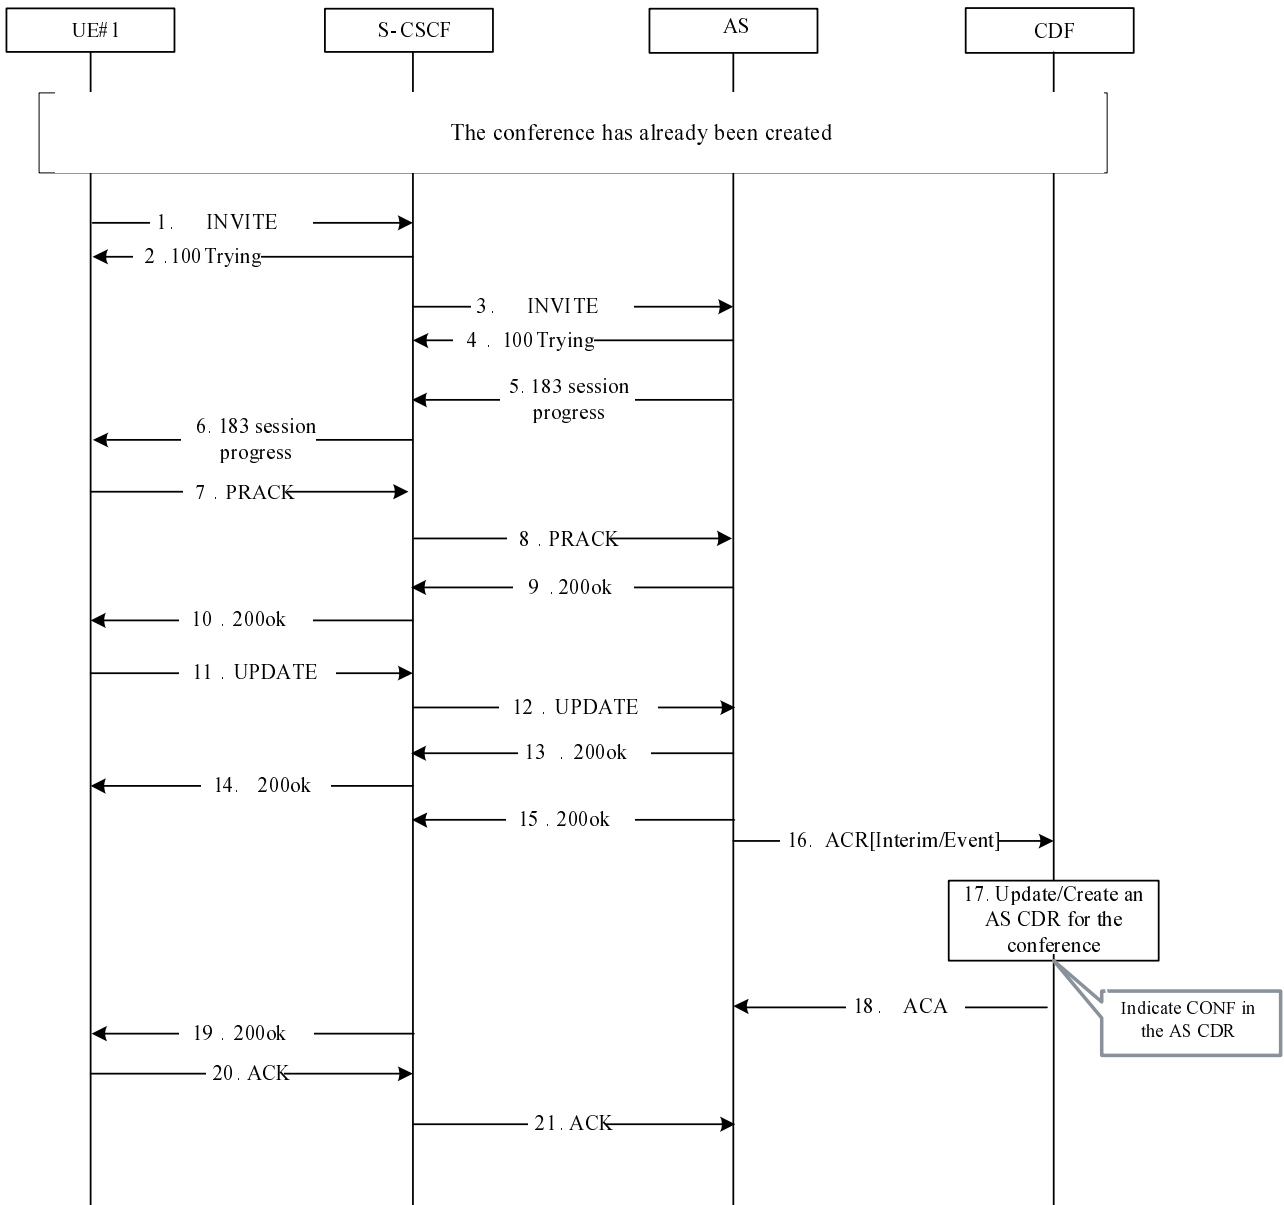 UE#1
S-CSCF
AS
CDF
The conference has already been created
1. INVITE
2 . 100 Trying
3. INVITE
4 . 100 Trying
5. 183 session
progress
6. 183 session
progress
7 . PRACK
8 . PRACK
9 . 200ok
10 . 200ok
11 . UPDATE
12 . UPDATE
13 . 200ok
14. 200ok
15 . 200ok
16. ACR[Interim/Event]
17. Update/Create an
AS CDR for the
conference
18. ACA
Indicate CONF in
the AS CDR
19 . 200ok
20. ACK
21. ACK